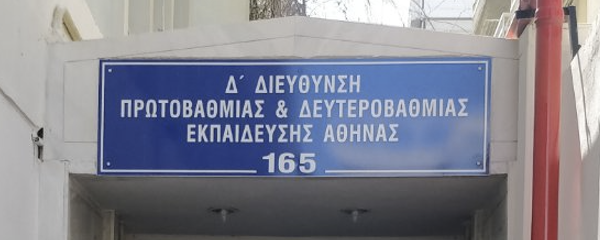 Δ΄ ΔΙΕΥΘΥΝΣΗ
ΠΡΩΤΟΒΑΘΜΙΑΣ & ΔΕΥΤΕΡΟΒΑΘΜΙΑΣ
ΕΚΠΑΙΔΕΥΣΗΣ ΑΘΗΝΑΣ
165